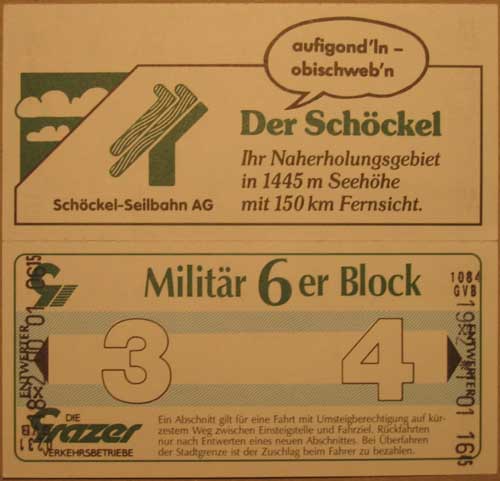 aufigond'ln –
obischweb'n
Der Schöckel
Ihr Naherholungsgebiet
in 1445 m Seehöhe
mit 150 km Fernsicht.
Schöckel-Seilbahn AG
Militär 6er Block
1084
GVB
ENTWERTER
3
4
ENTWERTER
DIE
Grazer
VERKEHRSBETRIEBE
Ein Abschnitt gilt für eine Fahrt mit Umsteigberechtigung auf kür-
zestem Weg zwischen Einsteigstelle und Fahrziel. Rückfahrten
nur nach Entwerten eines neuen Abschnittes. Bei Überfahren
der Stadtgrenze ist der Zuschlag beim Fahrer zu bezahlen.